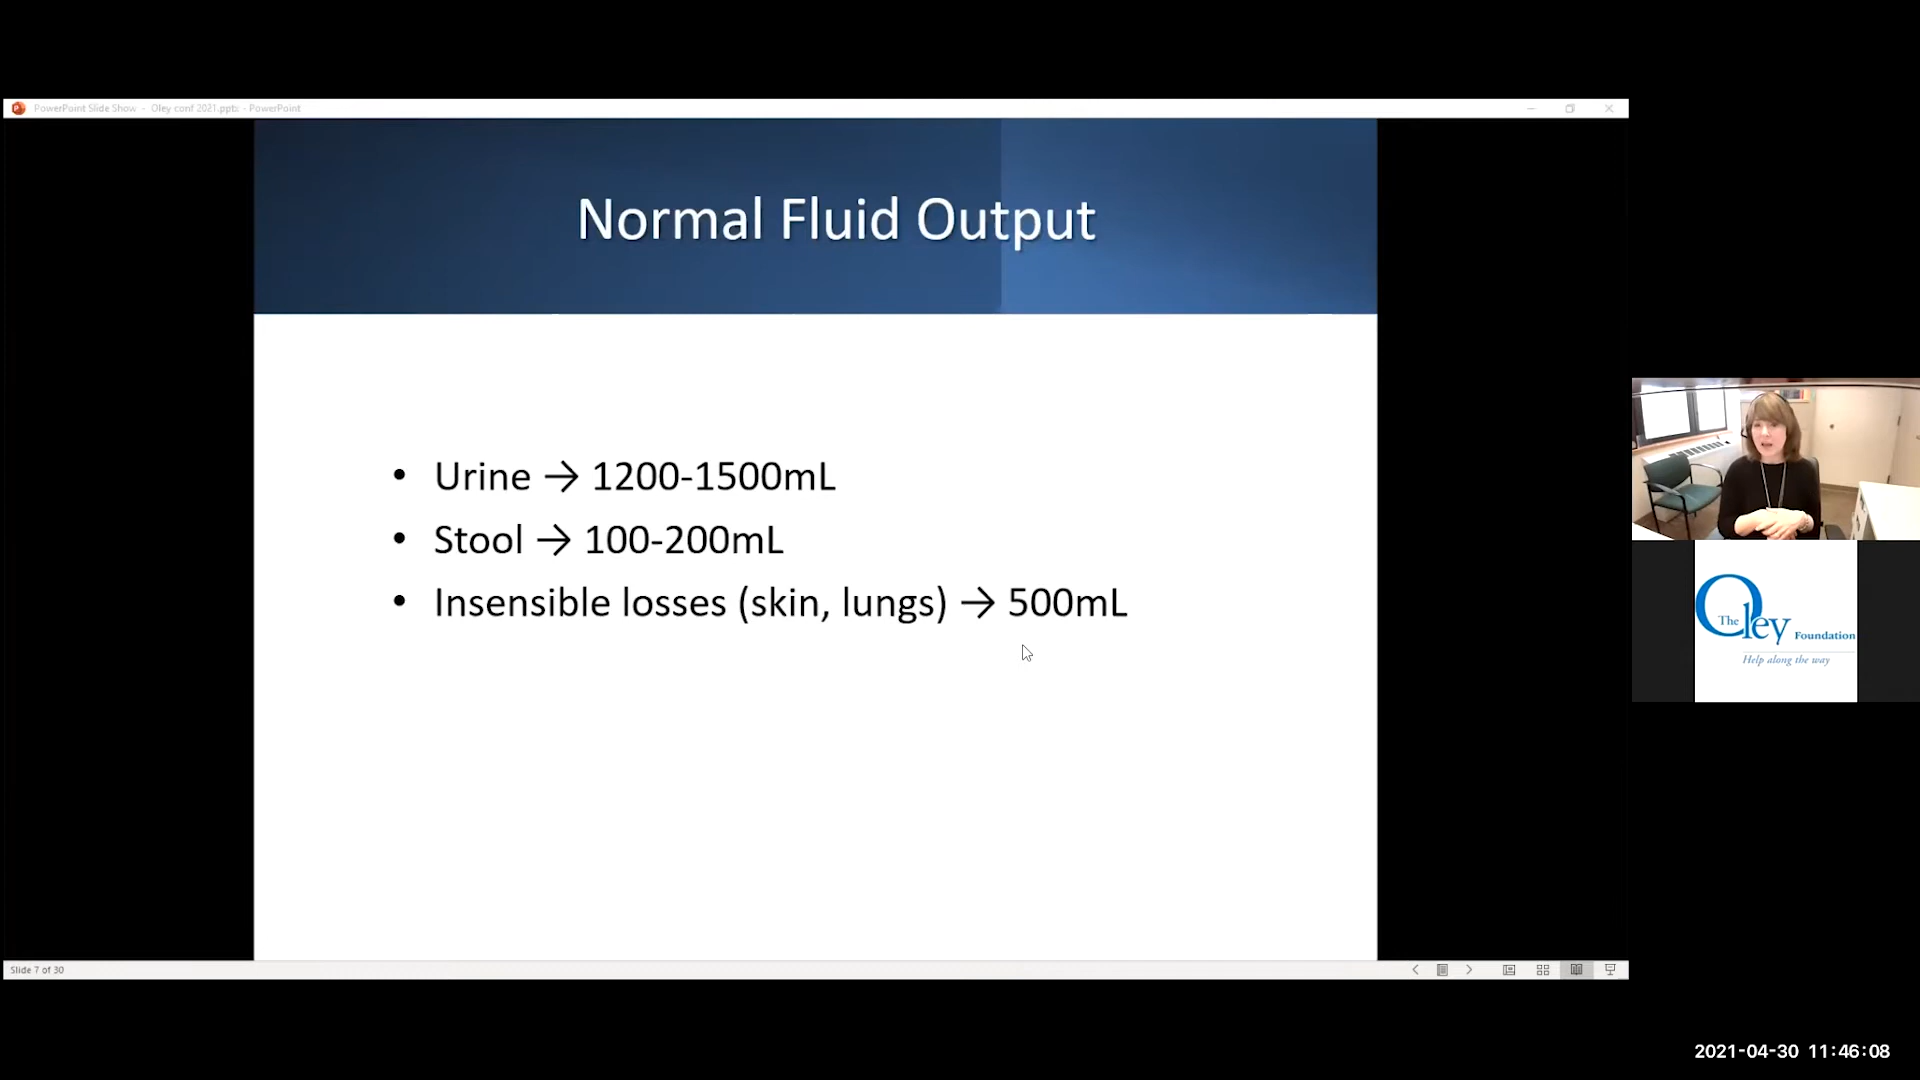 PowerPoint Slide Show - Oley conf 2021.pptx - PowerPoint
Normal Fluid Output
• Urine → 1200-1500mL
• Stool → 100-200mL
• Insensible losses (skin, lungs) → 500mL
The Oley Foundation
Help along the way
Slide 7 of 30
2021-04-30 11:46:08